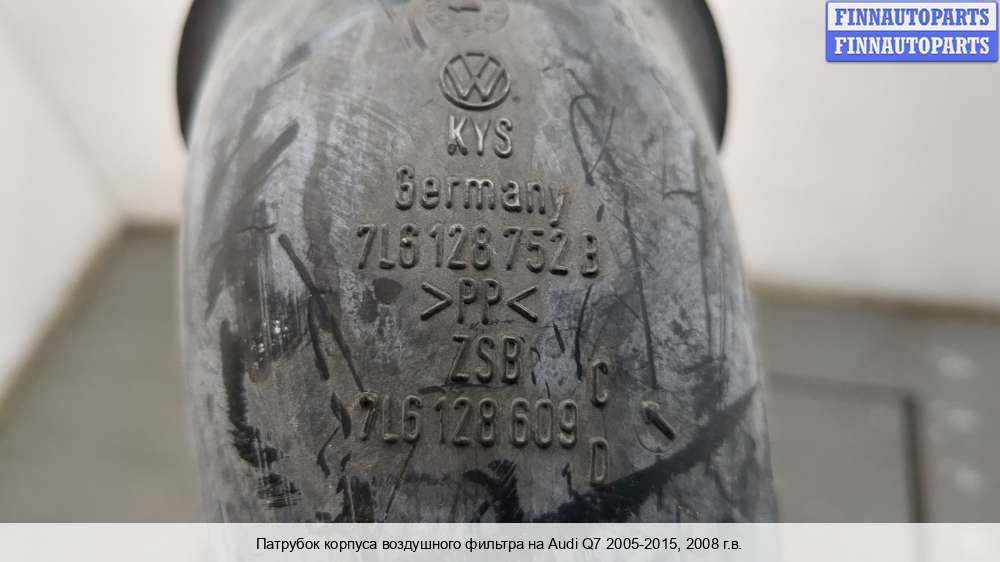 FINNAUTOPARTS
FINNAUTOPARTS
VW
KYS
Germany
7L6 128 752 B
>PP<
ZSB
C
7L6 128 609
D
Патрубок корпуса воздушного фильтра на Audi Q7 2005-2015, 2008 г.в.